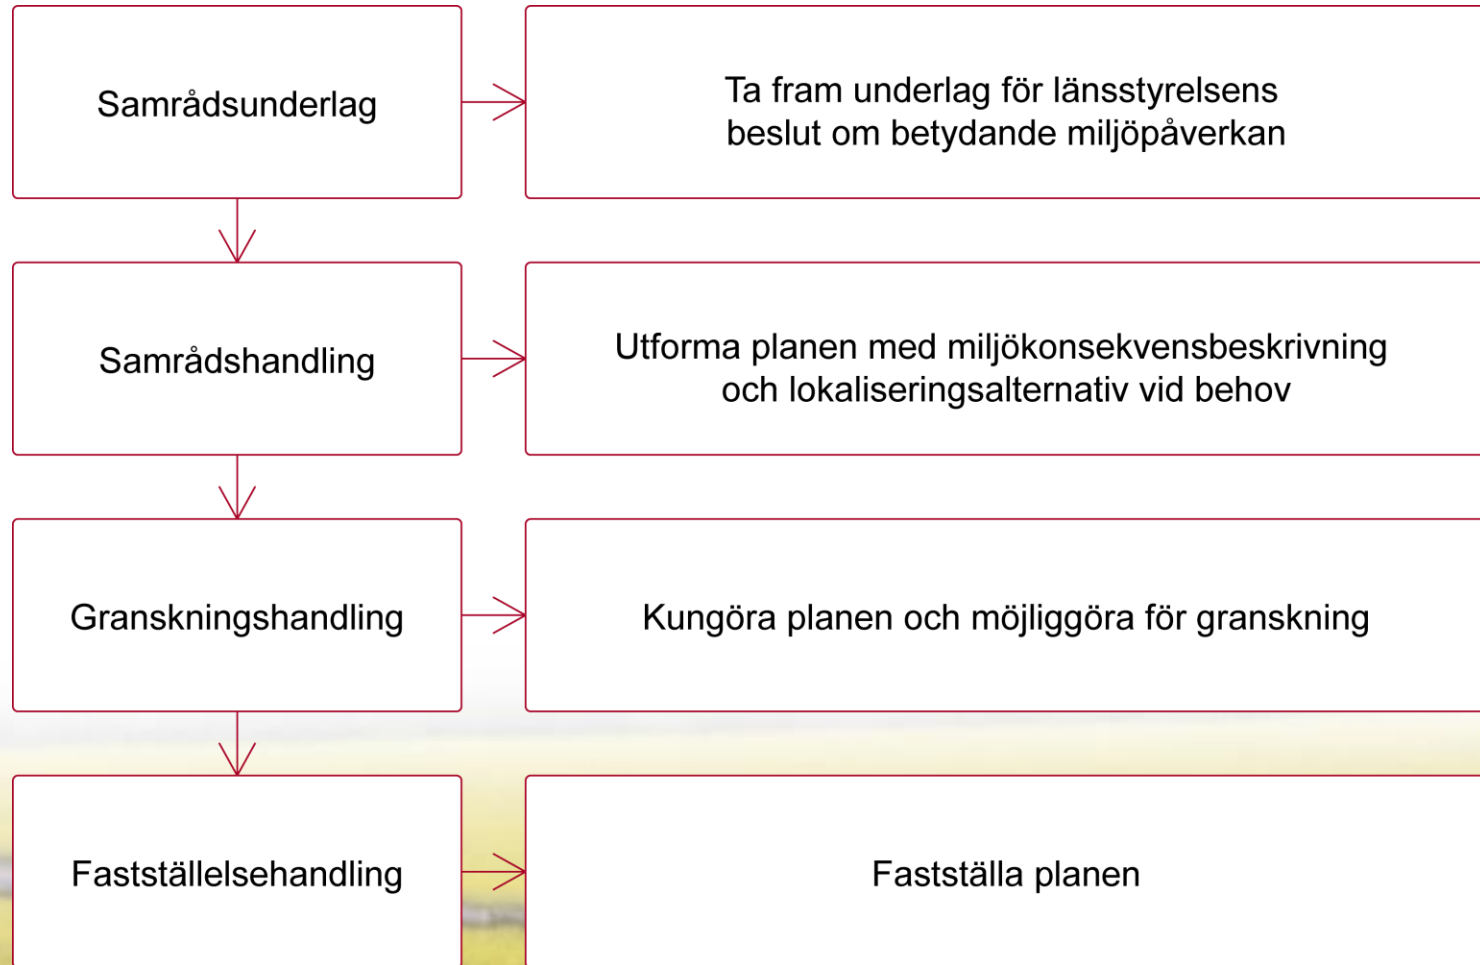 Samrådsunderlag
Ta fram underlag för länsstyrelsens
beslut om betydande miljöpåverkan
Samrådshandling
Utforma planen med miljökonsekvensbeskrivning
och lokaliseringsalternativ vid behov
Granskningshandling
Kungöra planen och möjliggöra för granskning
Fastställelsehandling
Fastställa planen